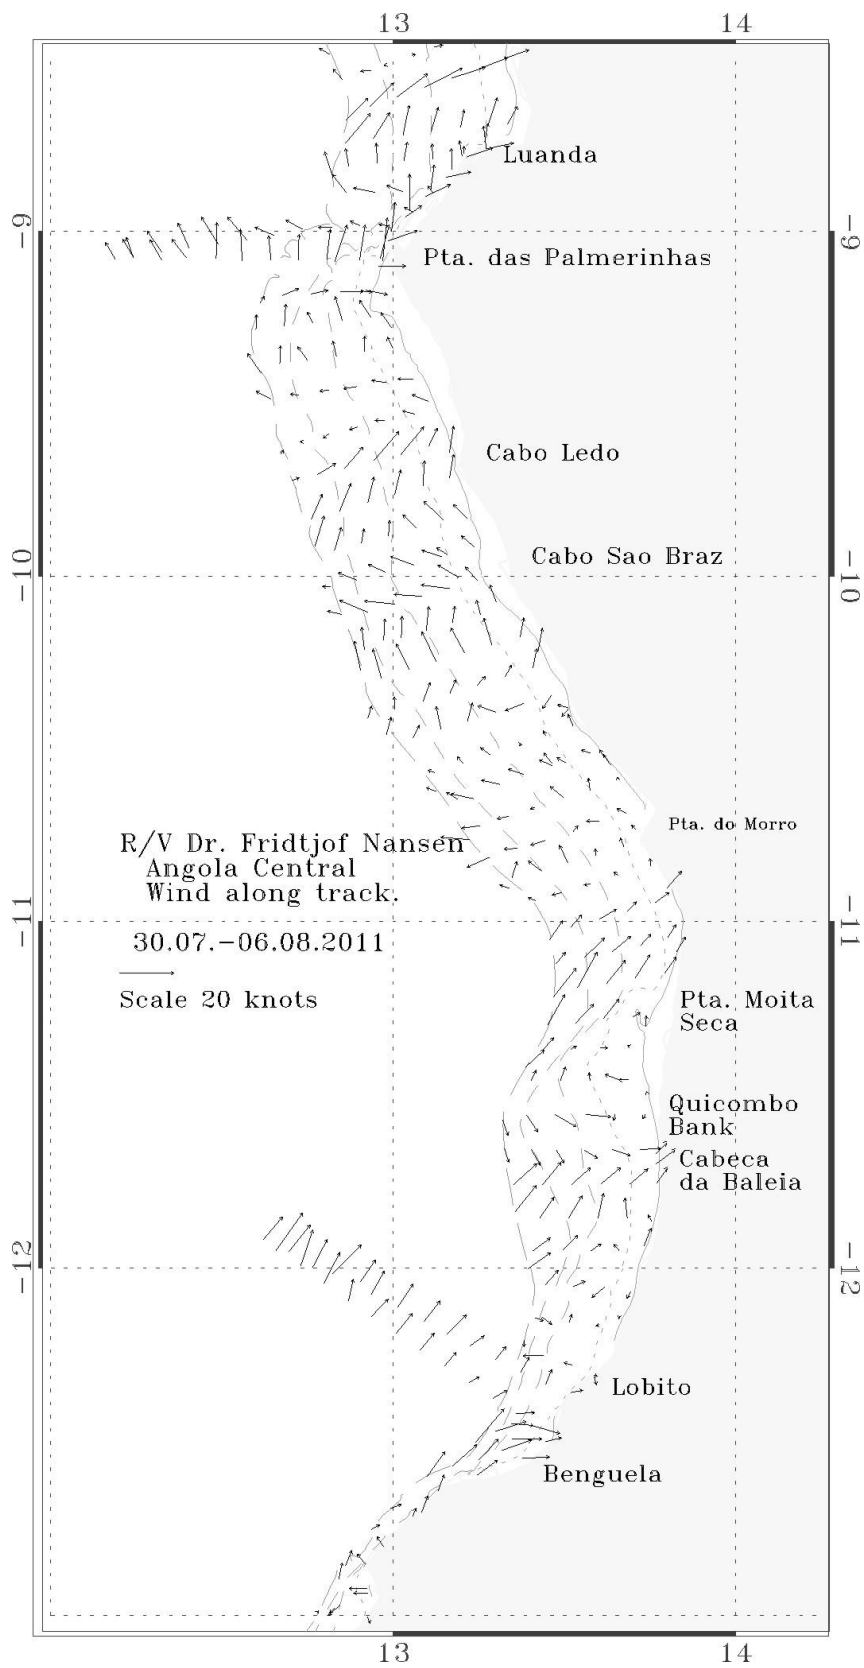 13 14
Luanda
-9 -9
Pta. das Palmerinhas
Cabo Ledo
Cabo Sao Braz
-10 -10
Pta. do Morro
R/V Dr. Fridtjof Nansen
Angola Central
Wind along track.
-11 -11
30.07.-06.08.2011
Scale 20 knots
Pta. Moita
Seca
Quicombo
Bank
Cabeca
da Baleia
-12 -12
Lobito
Benguela
13 14